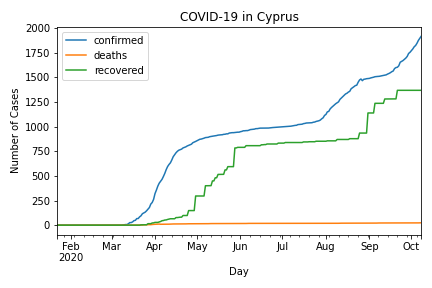 COVID-19 in Cyprus
confirmed
deaths
recovered
Number of Cases
2000
1750
1500
1250
1000
750
500
250
0
Feb Mar Apr May Jun Jul Aug Sep Oct
2020
Day